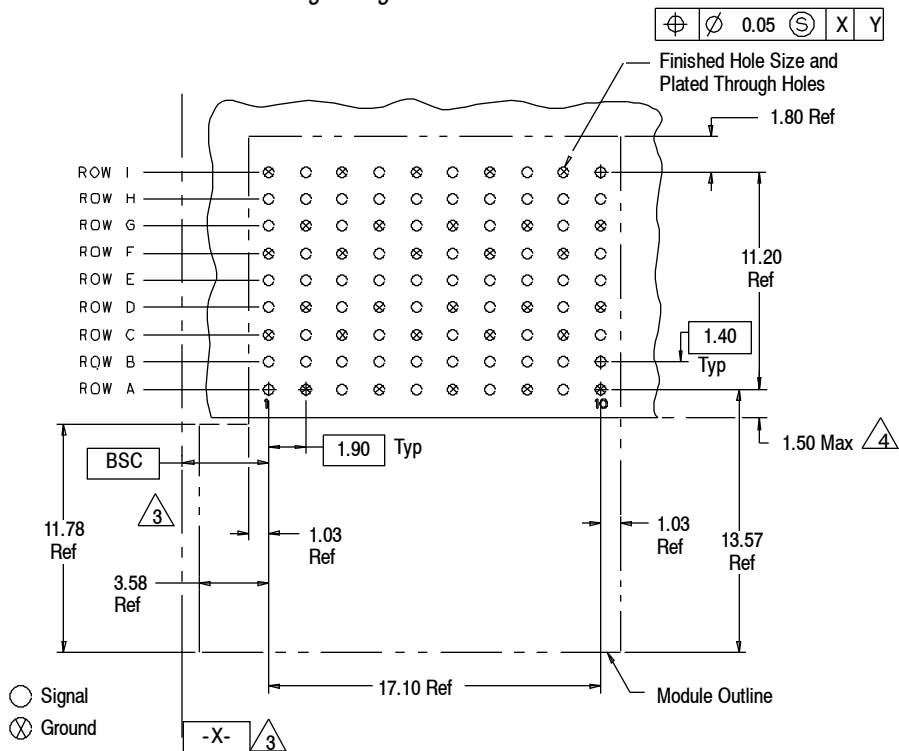 ⌖ ∅ 0.05 Ⓢ X Y
Finished Hole Size and
Plated Through Holes
1.80 Ref
ROW I
ROW H
ROW G
ROW F
ROW E
ROW D
ROW C
ROW B
ROW A
11.20
Ref
1.40
Typ
1
10
1.90 Typ
BSC
1.50 Max 4
3
11.78
Ref
1.03
Ref
1.03
Ref
13.57
Ref
3.58
Ref
17.10 Ref
Signal
Ground
Module Outline
-X- 3